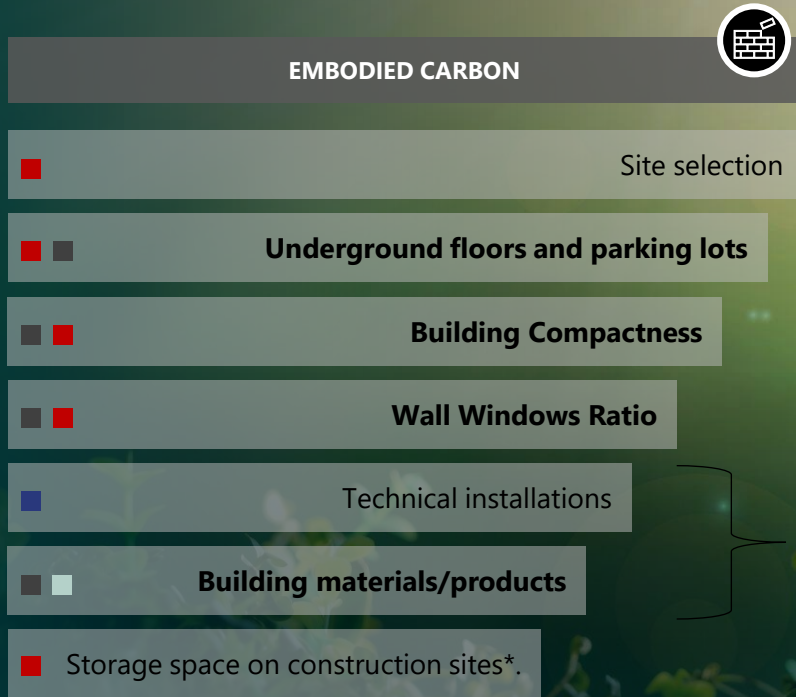 EMBODIED CARBON
Site selection
Underground floors and parking lots
Building Compactness
Wall Windows Ratio
Technical installations
Building materials/products
Storage space on construction sites*.